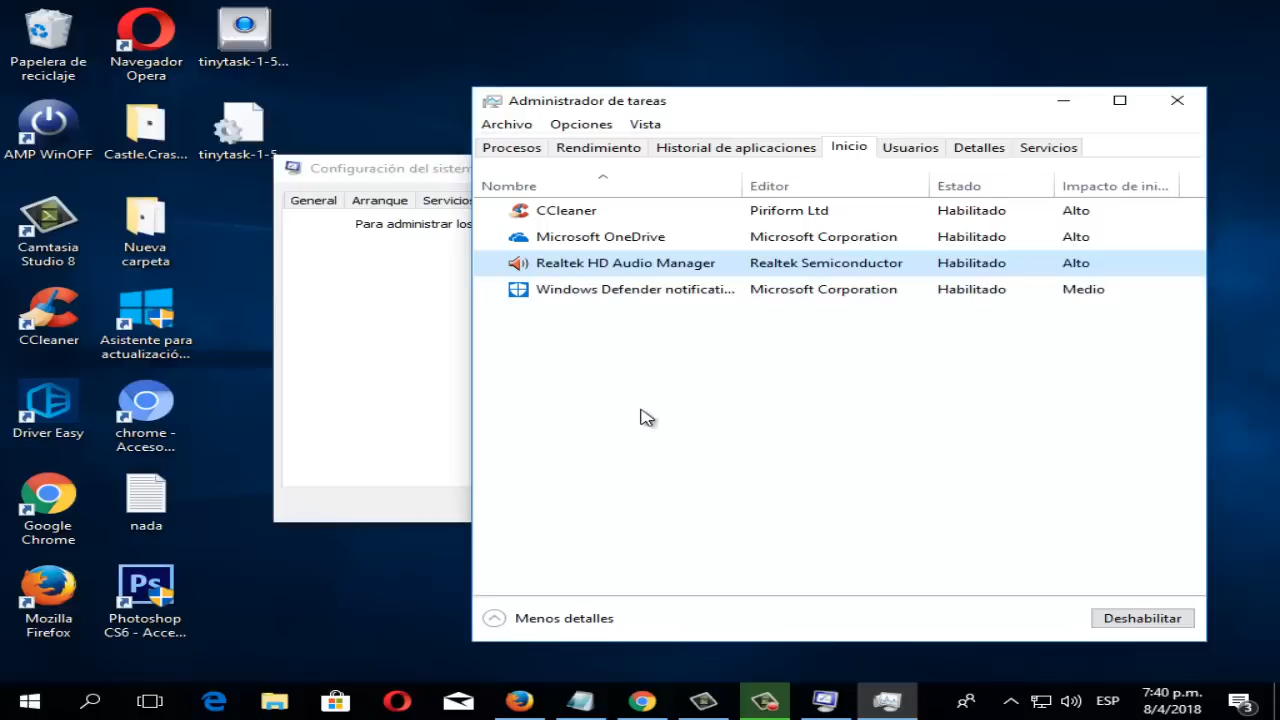 Papelera de
reciclaje
Navegador
Opera
tinytask-1-5...
AMP WinOFF
Castle.Cras...
tinytask-1-5
Camtasia
Studio 8
Nueva
carpeta
CCleaner
Asistente para
actualizació...
Driver Easy
chrome -
Acceso...
Google
Chrome
nada
Mozilla
Firefox
Ps
Photoshop
CS6 - Acce...
Configuración del sistem
General Arranque Servicios
Para administrar los
Administrador de tareas
Archivo Opciones Vista
Procesos Rendimiento Historial de aplicaciones Inicio Usuarios Detalles Servicios
Nombre Editor Estado Impacto de ini...
CCleaner Piriform Ltd Habilitado Alto
Microsoft OneDrive Microsoft Corporation Habilitado Alto
Realtek HD Audio Manager Realtek Semiconductor Habilitado Alto
Windows Defender notificati... Microsoft Corporation Habilitado Medio
Menos detalles Deshabilitar
ESP
7:40 p.m.
8/4/2018
3